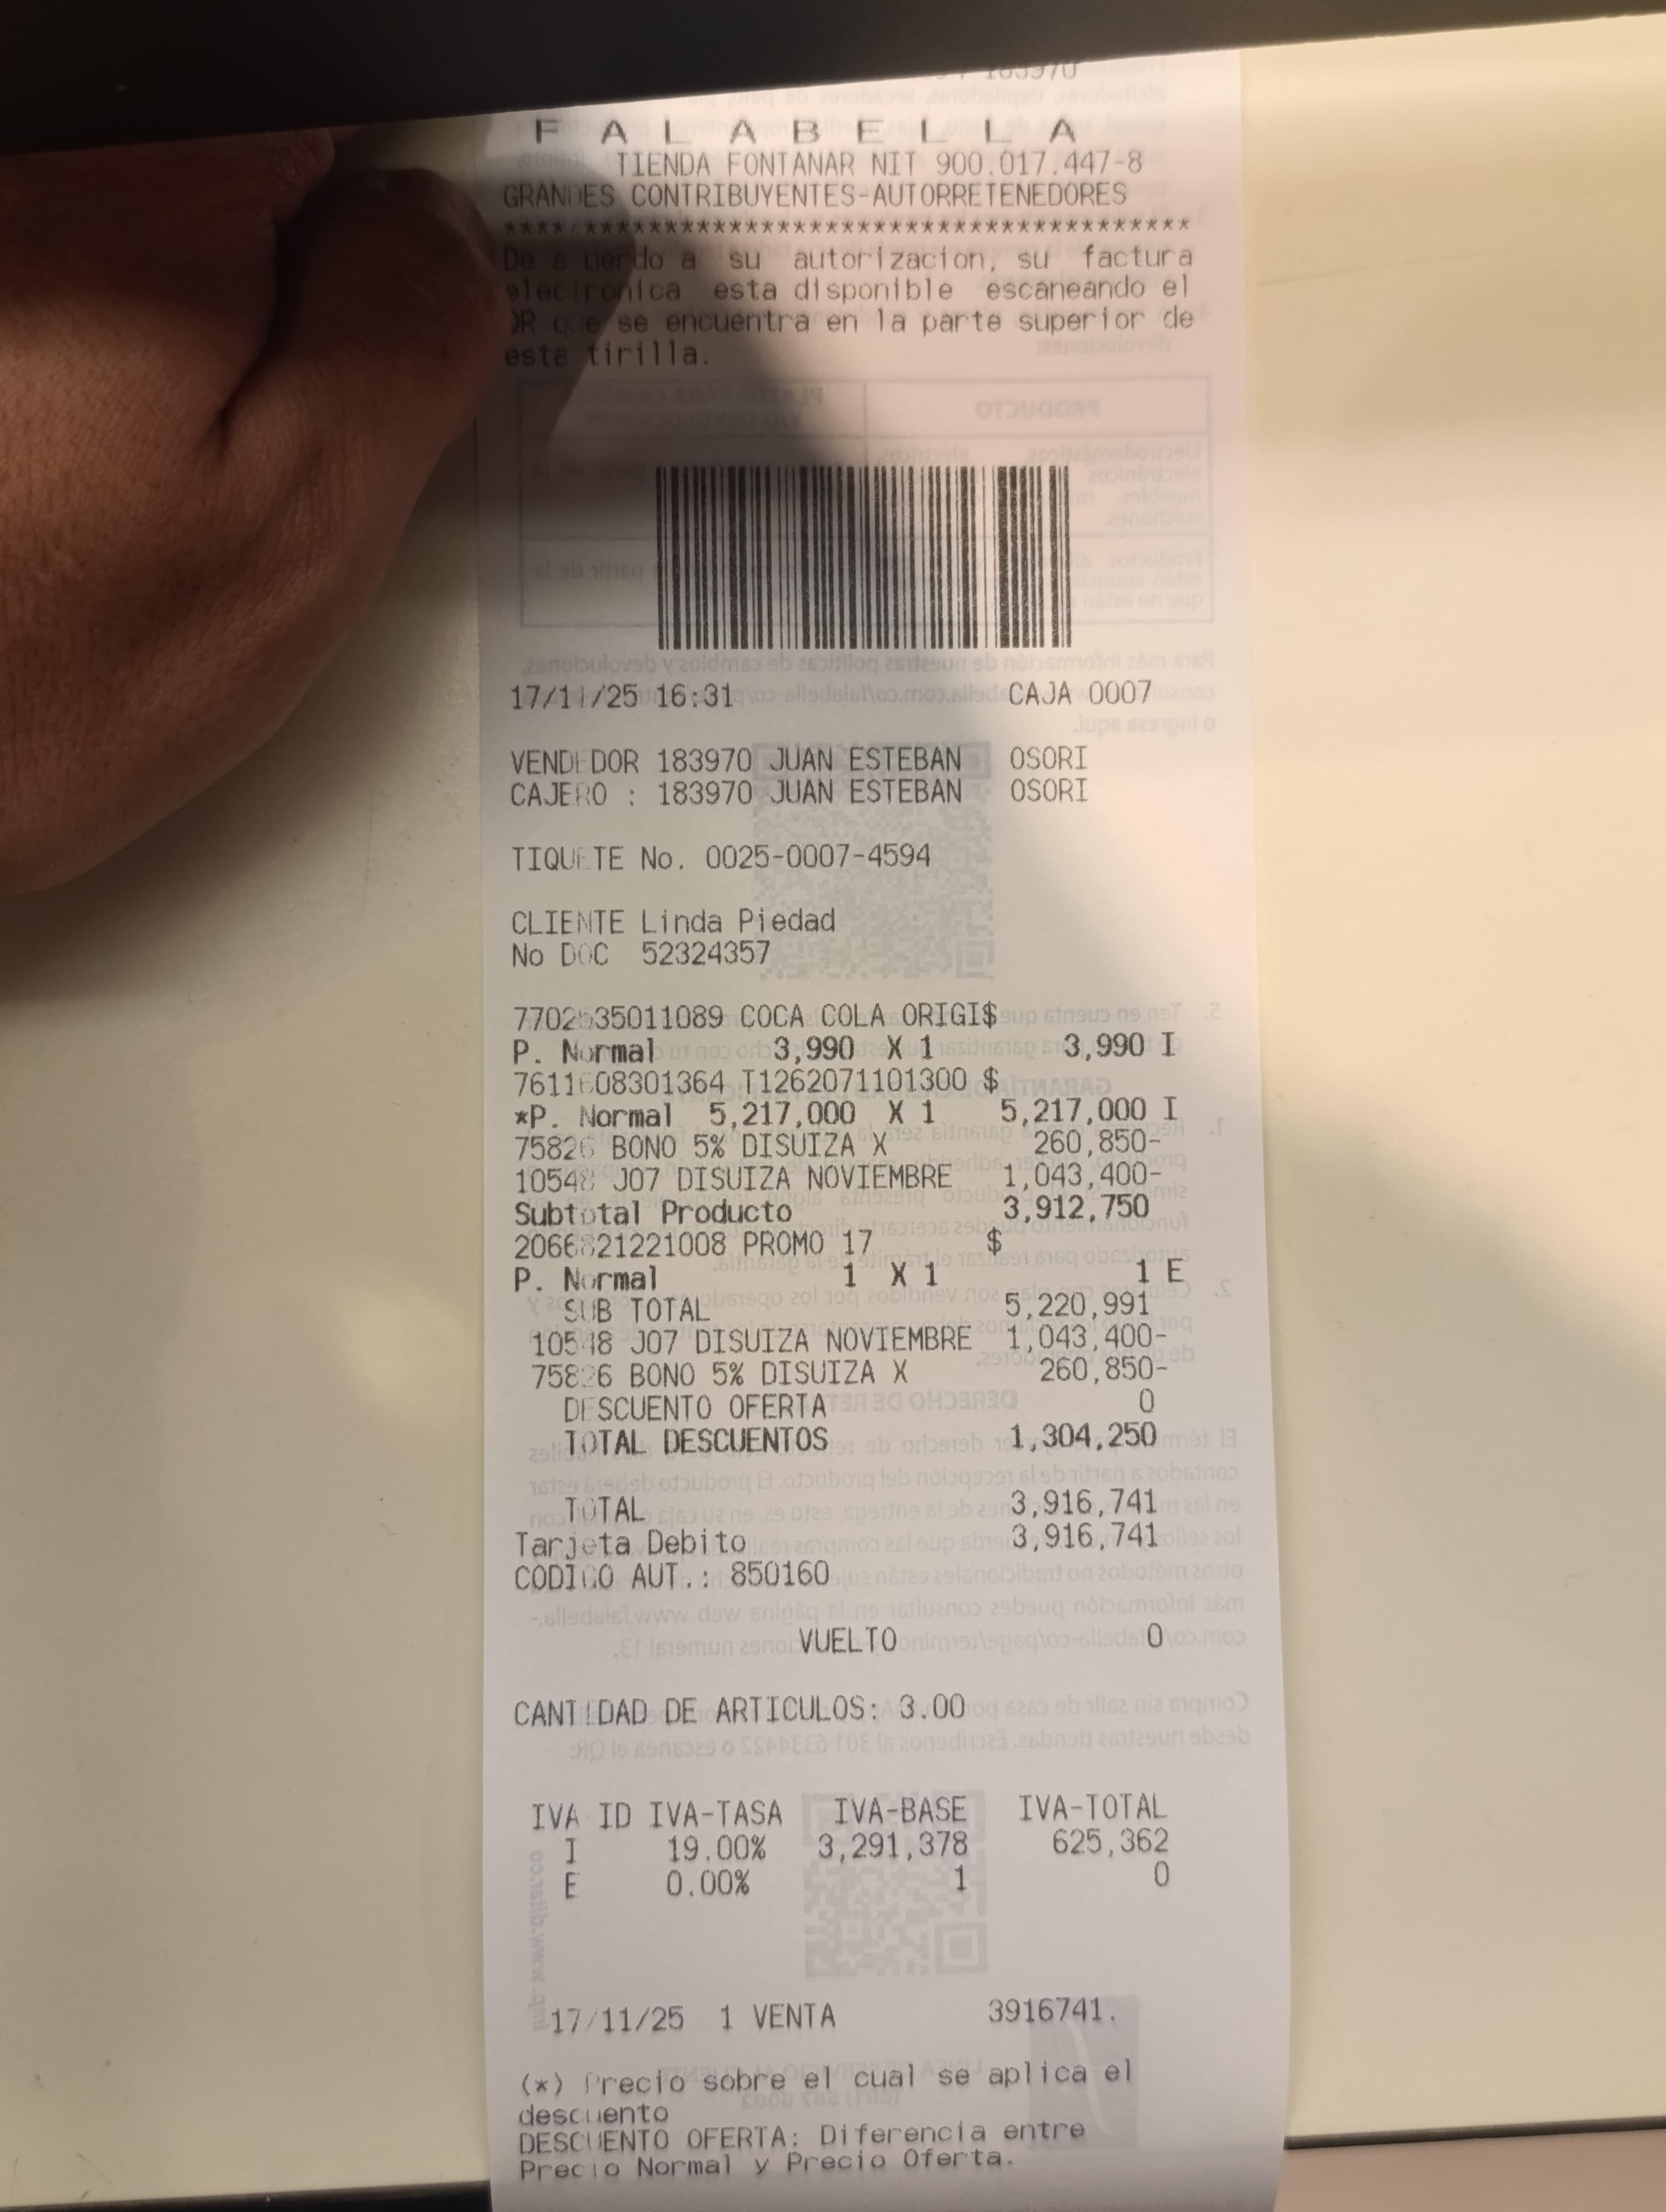 F A L A B E L L A
TIENDA FONTANAR NIT 900.017.447-8
GRANDES CONTRIBUYENTES-AUTORRETENEDORES
*******************************************
De acuerdo a su autorizacion, su factura
electronica esta disponible escaneando el
QR que se encuentra en la parte superior de
esta tirilla.
17/11/25 16:31 CAJA 0007
VENDEDOR 183970 JUAN ESTEBAN OSORI
CAJERO : 183970 JUAN ESTEBAN OSORI
TIQUETE No. 0025-0007-4594
CLIENTE Linda Piedad
No DOC 52324357
7702535011089 COCA COLA ORIGI$
P. Normal 3,990 X 1 3,990 I
7611608301364 T1262071101300 $
*P. Normal 5,217,000 X 1 5,217,000 I
75826 BONO 5% DISUIZA X 260,850-
10548 J07 DISUIZA NOVIEMBRE 1,043,400-
Subtotal Producto 3,912,750
2066821221008 PROMO 17 $
P. Normal 1 X 1 1 E
SUB TOTAL 5,220,991
10548 J07 DISUIZA NOVIEMBRE 1,043,400-
75826 BONO 5% DISUIZA X 260,850-
DESCUENTO OFERTA 0
TOTAL DESCUENTOS 1,304,250
TOTAL 3,916,741
Tarjeta Debito 3,916,741
CODIGO AUT.: 850160
VUELTO 0
CANTIDAD DE ARTICULOS: 3.00
IVA ID IVA-TASA IVA-BASE IVA-TOTAL
I 19.00% 3,291,378 625,362
E 0.00% 1 0
17/11/25 1 VENTA 3916741.
(*) Precio sobre el cual se aplica el
descuento
DESCUENTO OFERTA: Diferencia entre
Precio Normal y Precio Oferta.